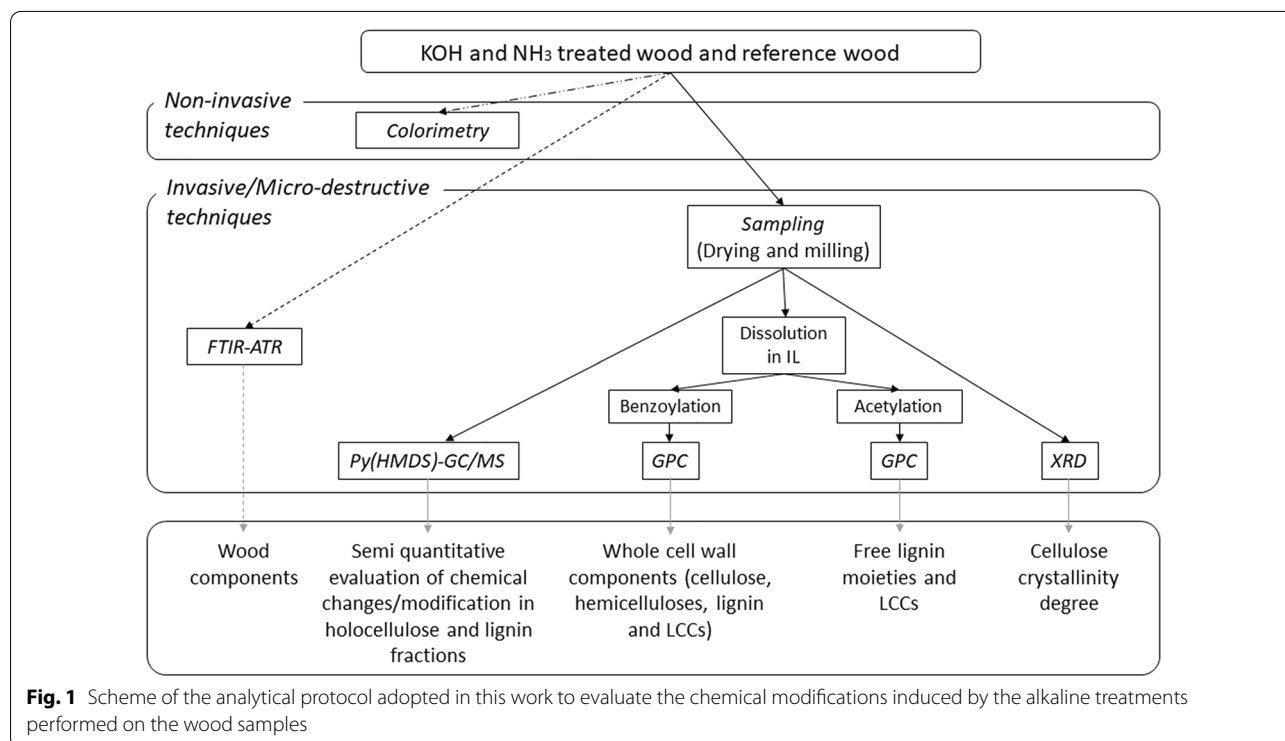 KOH and NH₃ treated wood and reference wood
Non-invasive
techniques
Colorimetry
Invasive/Micro-destructive
techniques
Sampling
(Drying and milling)
FTIR-ATR
Dissolution
in IL
Benzoylation
Acetylation
Py(HMDS)-GC/MS
GPC
GPC
XRD
Wood
components
Semi quantitative
evaluation of chemical
changes/modification in
holocellulose and lignin
fractions
Whole cell wall
components (cellulose,
hemicelluloses, lignin
and LCCs)
Free lignin
moieties and
LCCs
Cellulose
crystallinity
degree
Fig. 1 Scheme of the analytical protocol adopted in this work to evaluate the chemical modifications induced by the alkaline treatments
performed on the wood samples